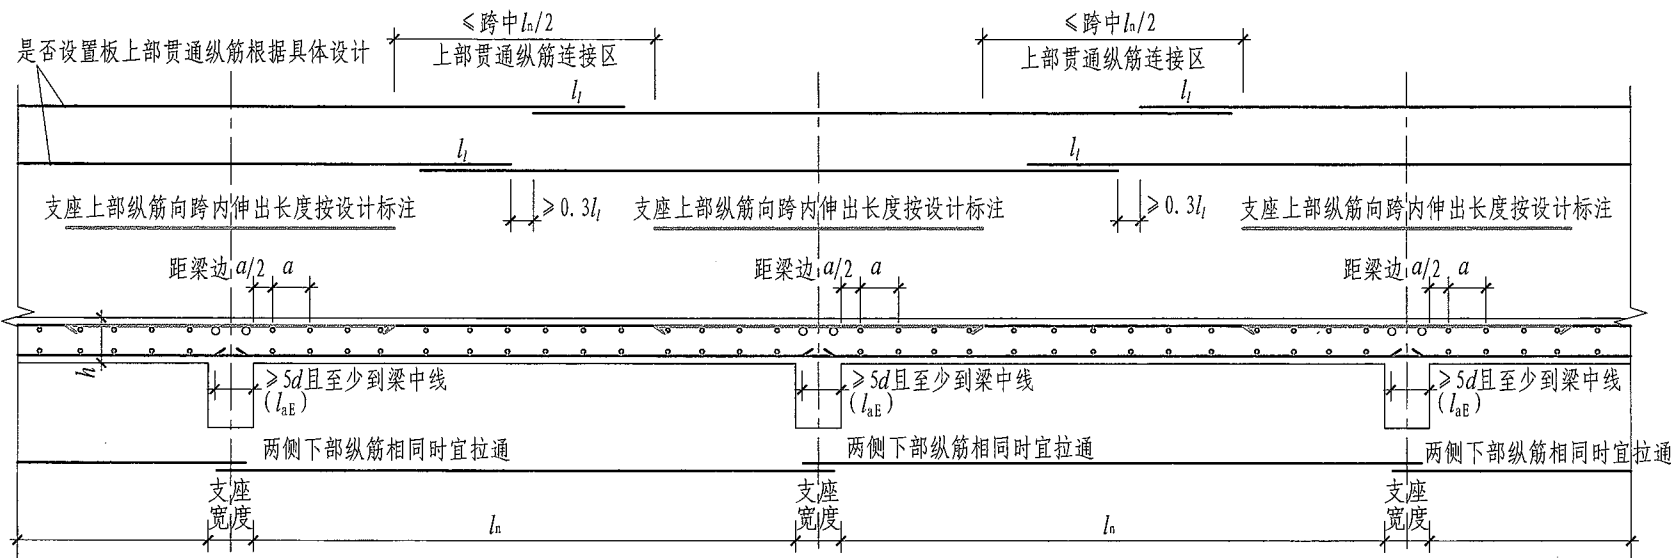 ≤跨中ln/2
≤跨中ln/2
是否设置板上部贯通纵筋根据具体设计
上部贯通纵筋连接区
上部贯通纵筋连接区
ll
ll
ll
ll
支座上部纵筋向跨内伸出长度按设计标注
≥0.3ll
支座上部纵筋向跨内伸出长度按设计标注
≥0.3ll
支座上部纵筋向跨内伸出长度按设计标注
距梁边 a/2 a
距梁边 a/2 a
距梁边 a/2 a
h
≥5d且至少到梁中线
(laE)
≥5d且至少到梁中线
(laE)
≥5d且至少到梁中线
(laE)
两侧下部纵筋相同时宜拉通
两侧下部纵筋相同时宜拉通
两侧下部纵筋相同时宜拉通
支座
宽度
支座
宽度
支座
宽度
ln
ln